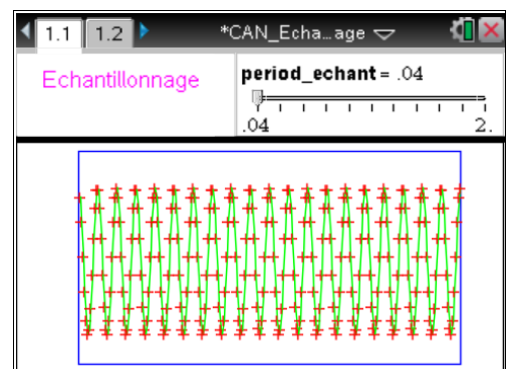 1.1 1.2 *CAN_Echa…age
Echantillonnage
period_echant = .04
.04 2.